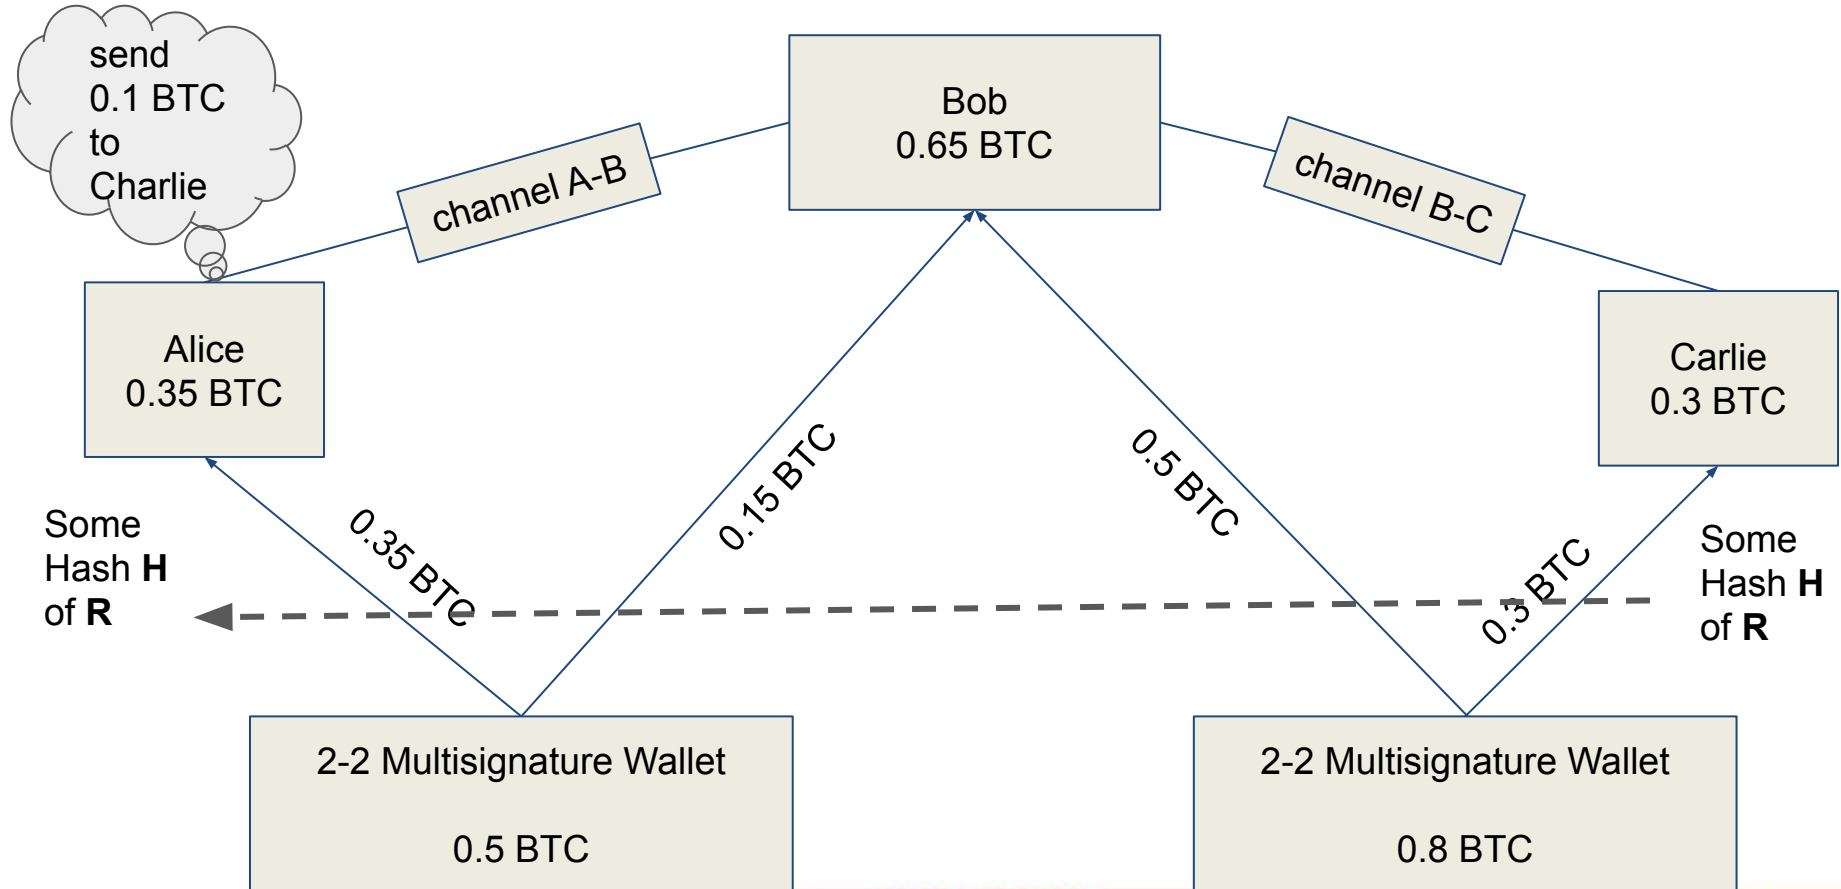 send
0.1 BTC
to
Charlie
Bob
0.65 BTC
channel A-B
channel B-C
Alice
0.35 BTC
Carlie
0.3 BTC
0.35 BTC
0.15 BTC
0.5 BTC
0.3 BTC
Some
Hash H
of R
Some
Hash H
of R
2-2 Multisignature Wallet
0.5 BTC
2-2 Multisignature Wallet
0.8 BTC